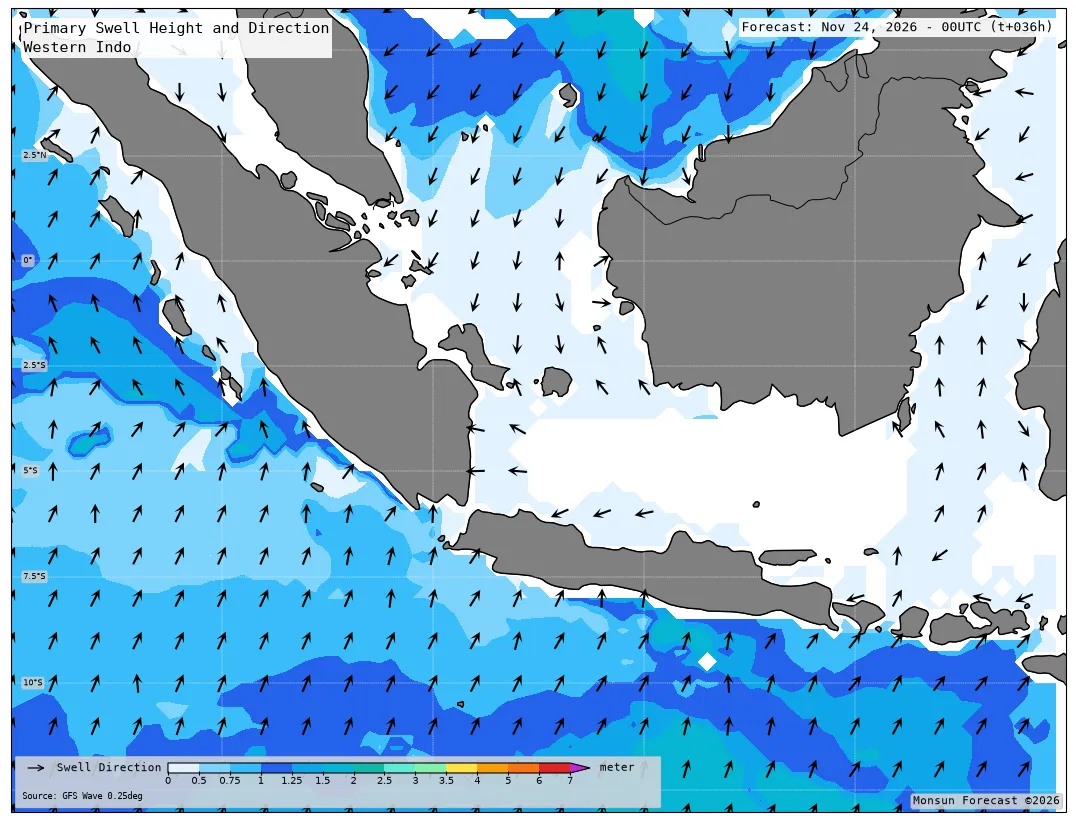 Primary Swell Height and Direction
Western Indo
Forecast: Nov 24, 2026 - 00UTC (t+036h)
2.5°N
0°
2.5°S
5°S
7.5°S
10°S
Swell Direction
0 0.5 0.75 1 1.25 1.5 2 2.5 3 3.5 4 5 6 7
meter
Source: GFS Wave 0.25deg
Monsun Forecast ©2026